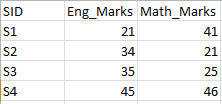 SID Eng_Marks Math_Marks
S1 21 41
S2 34 21
S3 35 25
S4 45 46